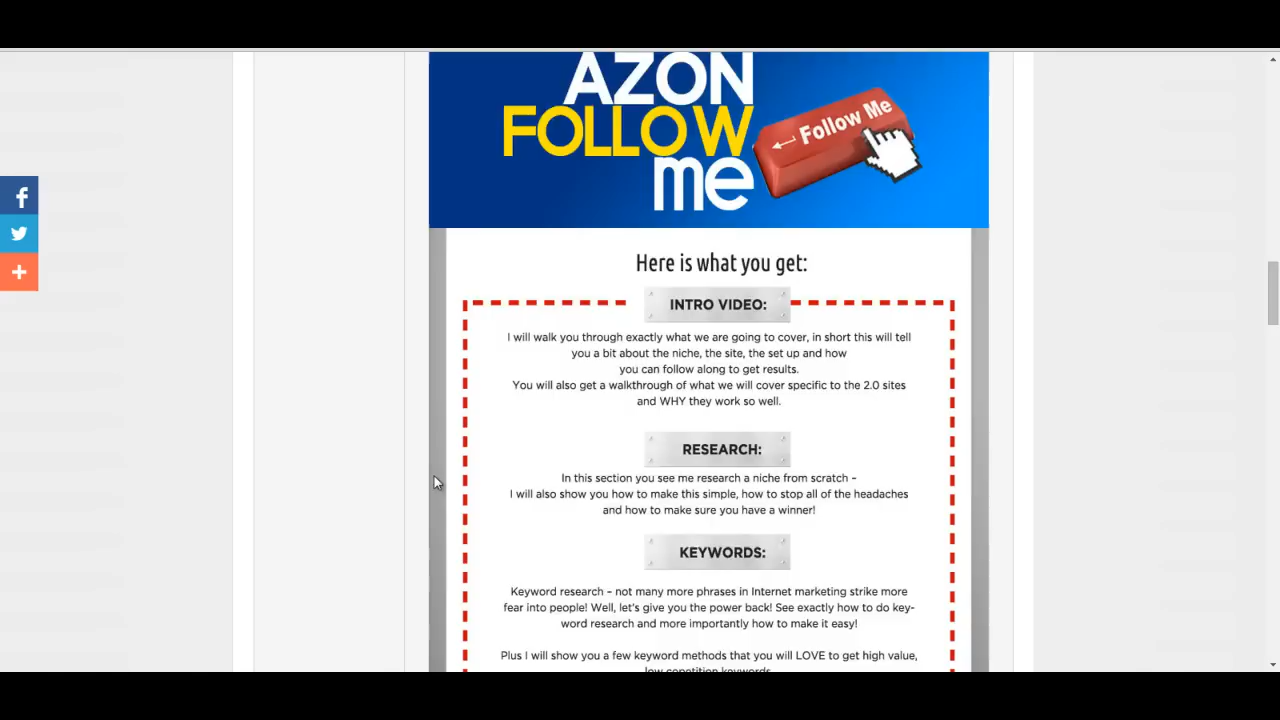 AZON
FOLLOW
me
Follow Me
Here is what you get:
INTRO VIDEO:
I will walk you through exactly what we are going to cover, in short this will tell
you a bit about the niche, the site, the set up and how
you can follow along to get results.
You will also get a walkthrough of what we will cover specific to the 2.0 sites
and WHY they work so well.
RESEARCH:
In this section you see me research a niche from scratch –
I will also show you how to make this simple, how to stop all of the headaches
and how to make sure you have a winner!
KEYWORDS:
Keyword research – not many more phrases in Internet marketing strike more
fear into people! Well, let's give you the power back! See exactly how to do key-
word research and more importantly how to make it easy!
Plus I will show you a few keyword methods that you will LOVE to get high value,
low copetition keywords